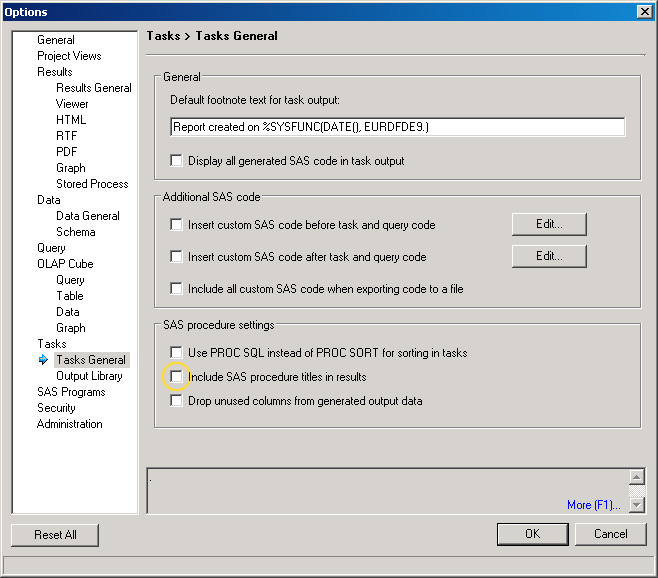 Options
General
Project Views
Results
Results General
Viewer
HTML
RTF
PDF
Graph
Stored Process
Data
Data General
Schema
Query
OLAP Cube
Query
Table
Data
Graph
Tasks
Tasks General
Output Library
SAS Programs
Security
Administration
Tasks > Tasks General
General
Default footnote text for task output:
Report created on %SYSFUNC(DATE(), EURDFDE9.)
Display all generated SAS code in task output
Additional SAS code
Insert custom SAS code before task and query code
Edit...
Insert custom SAS code after task and query code
Edit...
Include all custom SAS code when exporting code to a file
SAS procedure settings
Use PROC SQL instead of PROC SORT for sorting in tasks
Include SAS procedure titles in results
Drop unused columns from generated output data
.
More (F1)...
Reset All
OK
Cancel